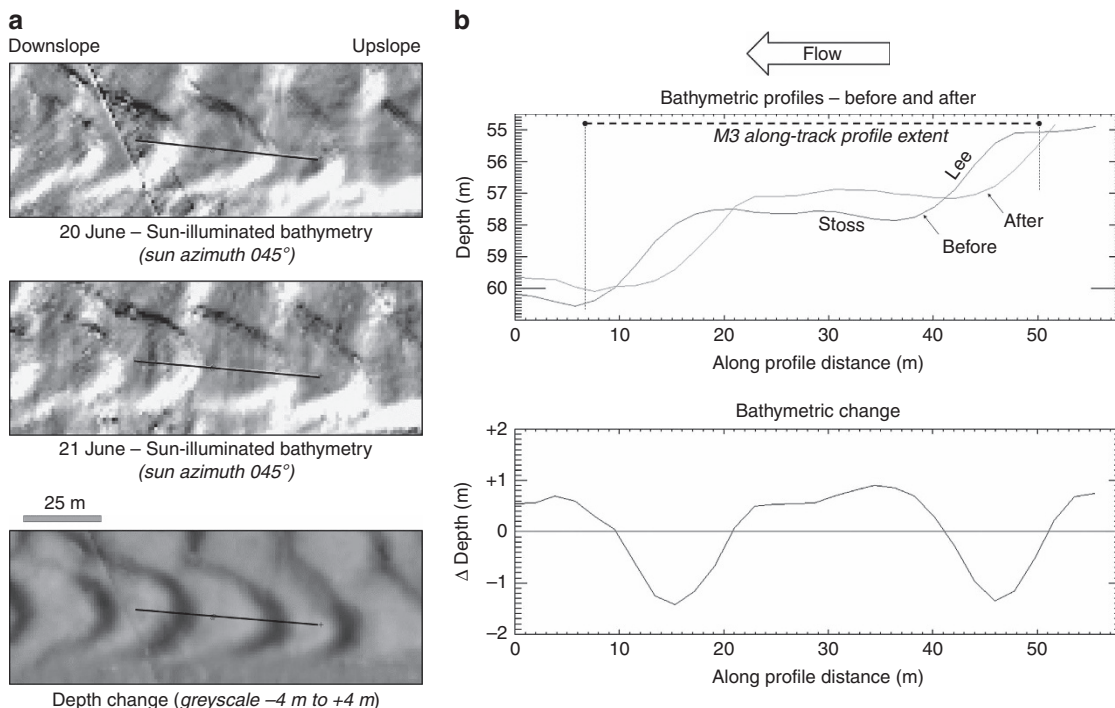 a
Downslope
Upslope
20 June – Sun-illuminated bathymetry
(sun azimuth 045°)
21 June – Sun-illuminated bathymetry
(sun azimuth 045°)
25 m
Depth change (greyscale –4 m to +4 m)
b
Flow
Bathymetric profiles – before and after
M3 along-track profile extent
Lee
Stoss
After
Before
Depth (m)
55
56
57
58
59
60
0 10 20 30 40 50
Along profile distance (m)
Bathymetric change
Δ Depth (m)
+2
+1
0
–1
–2
0 10 20 30 40 50
Along profile distance (m)